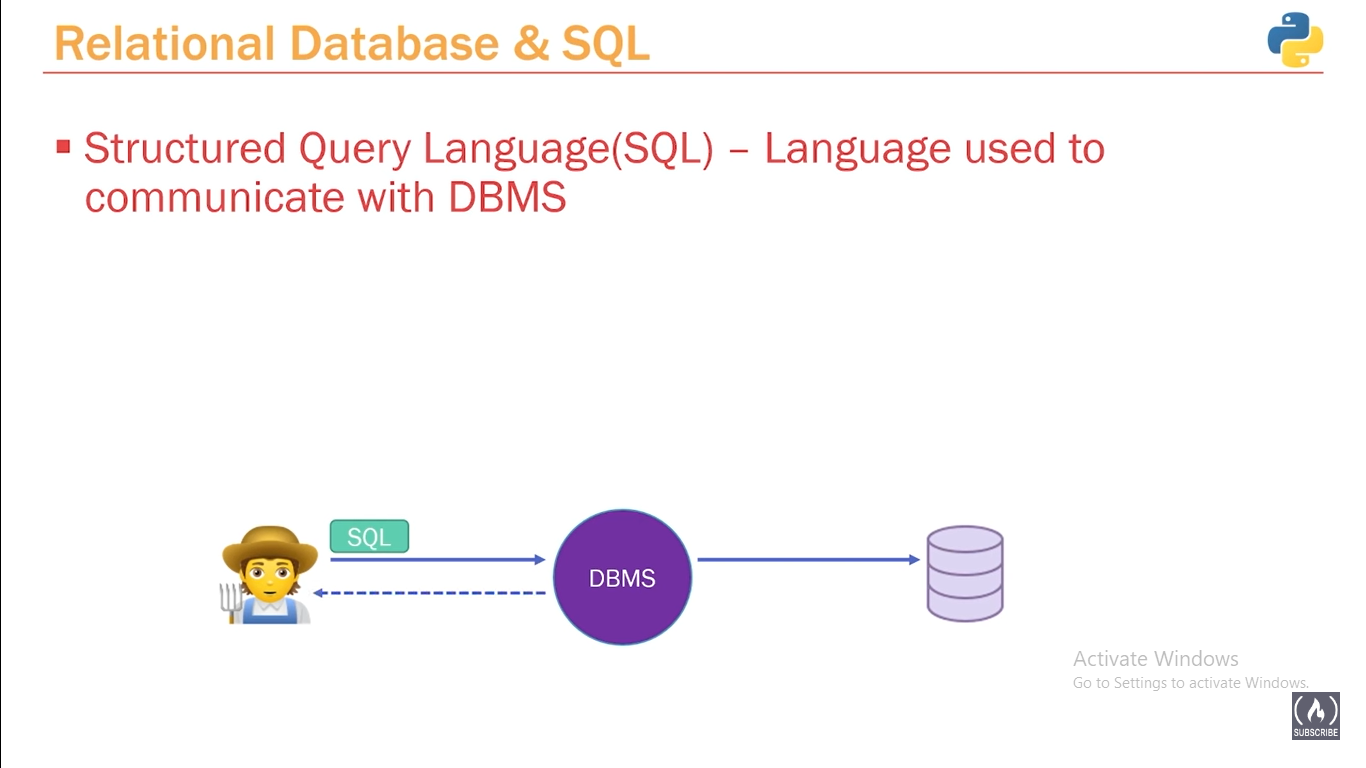 Relational Database & SQL
Structured Query Language(SQL) – Language used to
communicate with DBMS
SQL
DBMS
Activate Windows
Go to Settings to activate Windows.
SUBSCRIBE